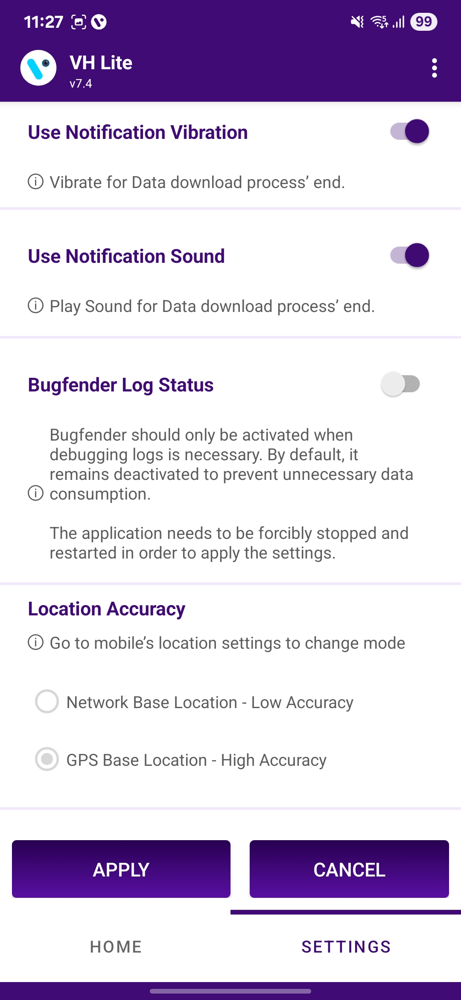 11:27
5
99
VH Lite
v7.4
Use Notification Vibration
Vibrate for Data download process’ end.
Use Notification Sound
Play Sound for Data download process’ end.
Bugfender Log Status
Bugfender should only be activated when
debugging logs is necessary. By default, it
remains deactivated to prevent unnecessary data
consumption.
The application needs to be forcibly stopped and
restarted in order to apply the settings.
Location Accuracy
Go to mobile’s location settings to change mode
Network Base Location - Low Accuracy
GPS Base Location - High Accuracy
APPLY
CANCEL
HOME
SETTINGS